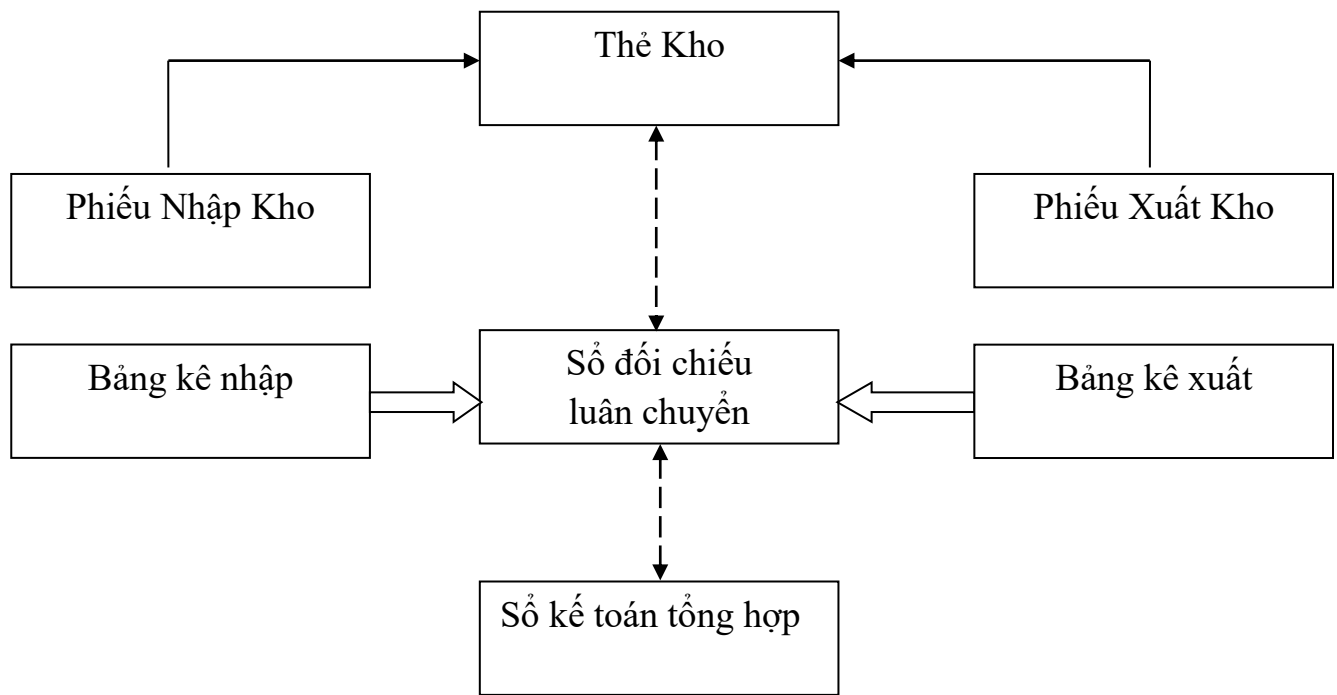 Thẻ Kho
Phiếu Nhập Kho
Phiếu Xuất Kho
Bảng kê nhập
Sổ đối chiếu
luân chuyển
Bảng kê xuất
Sổ kế toán tổng hợp